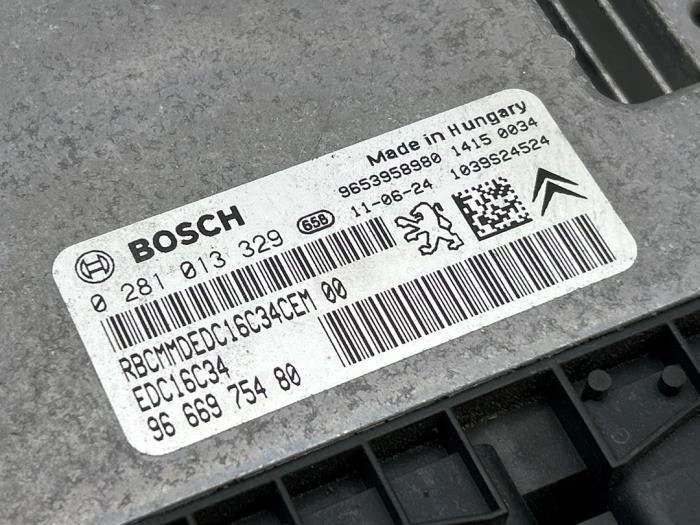 BOSCH
Made in Hungary
0 281 013 329 658
9653958980 1415 0034
11-06-24 1039S24524
RBCMMDEDC16C34CEM 00
EDC16C34
96 669 754 80